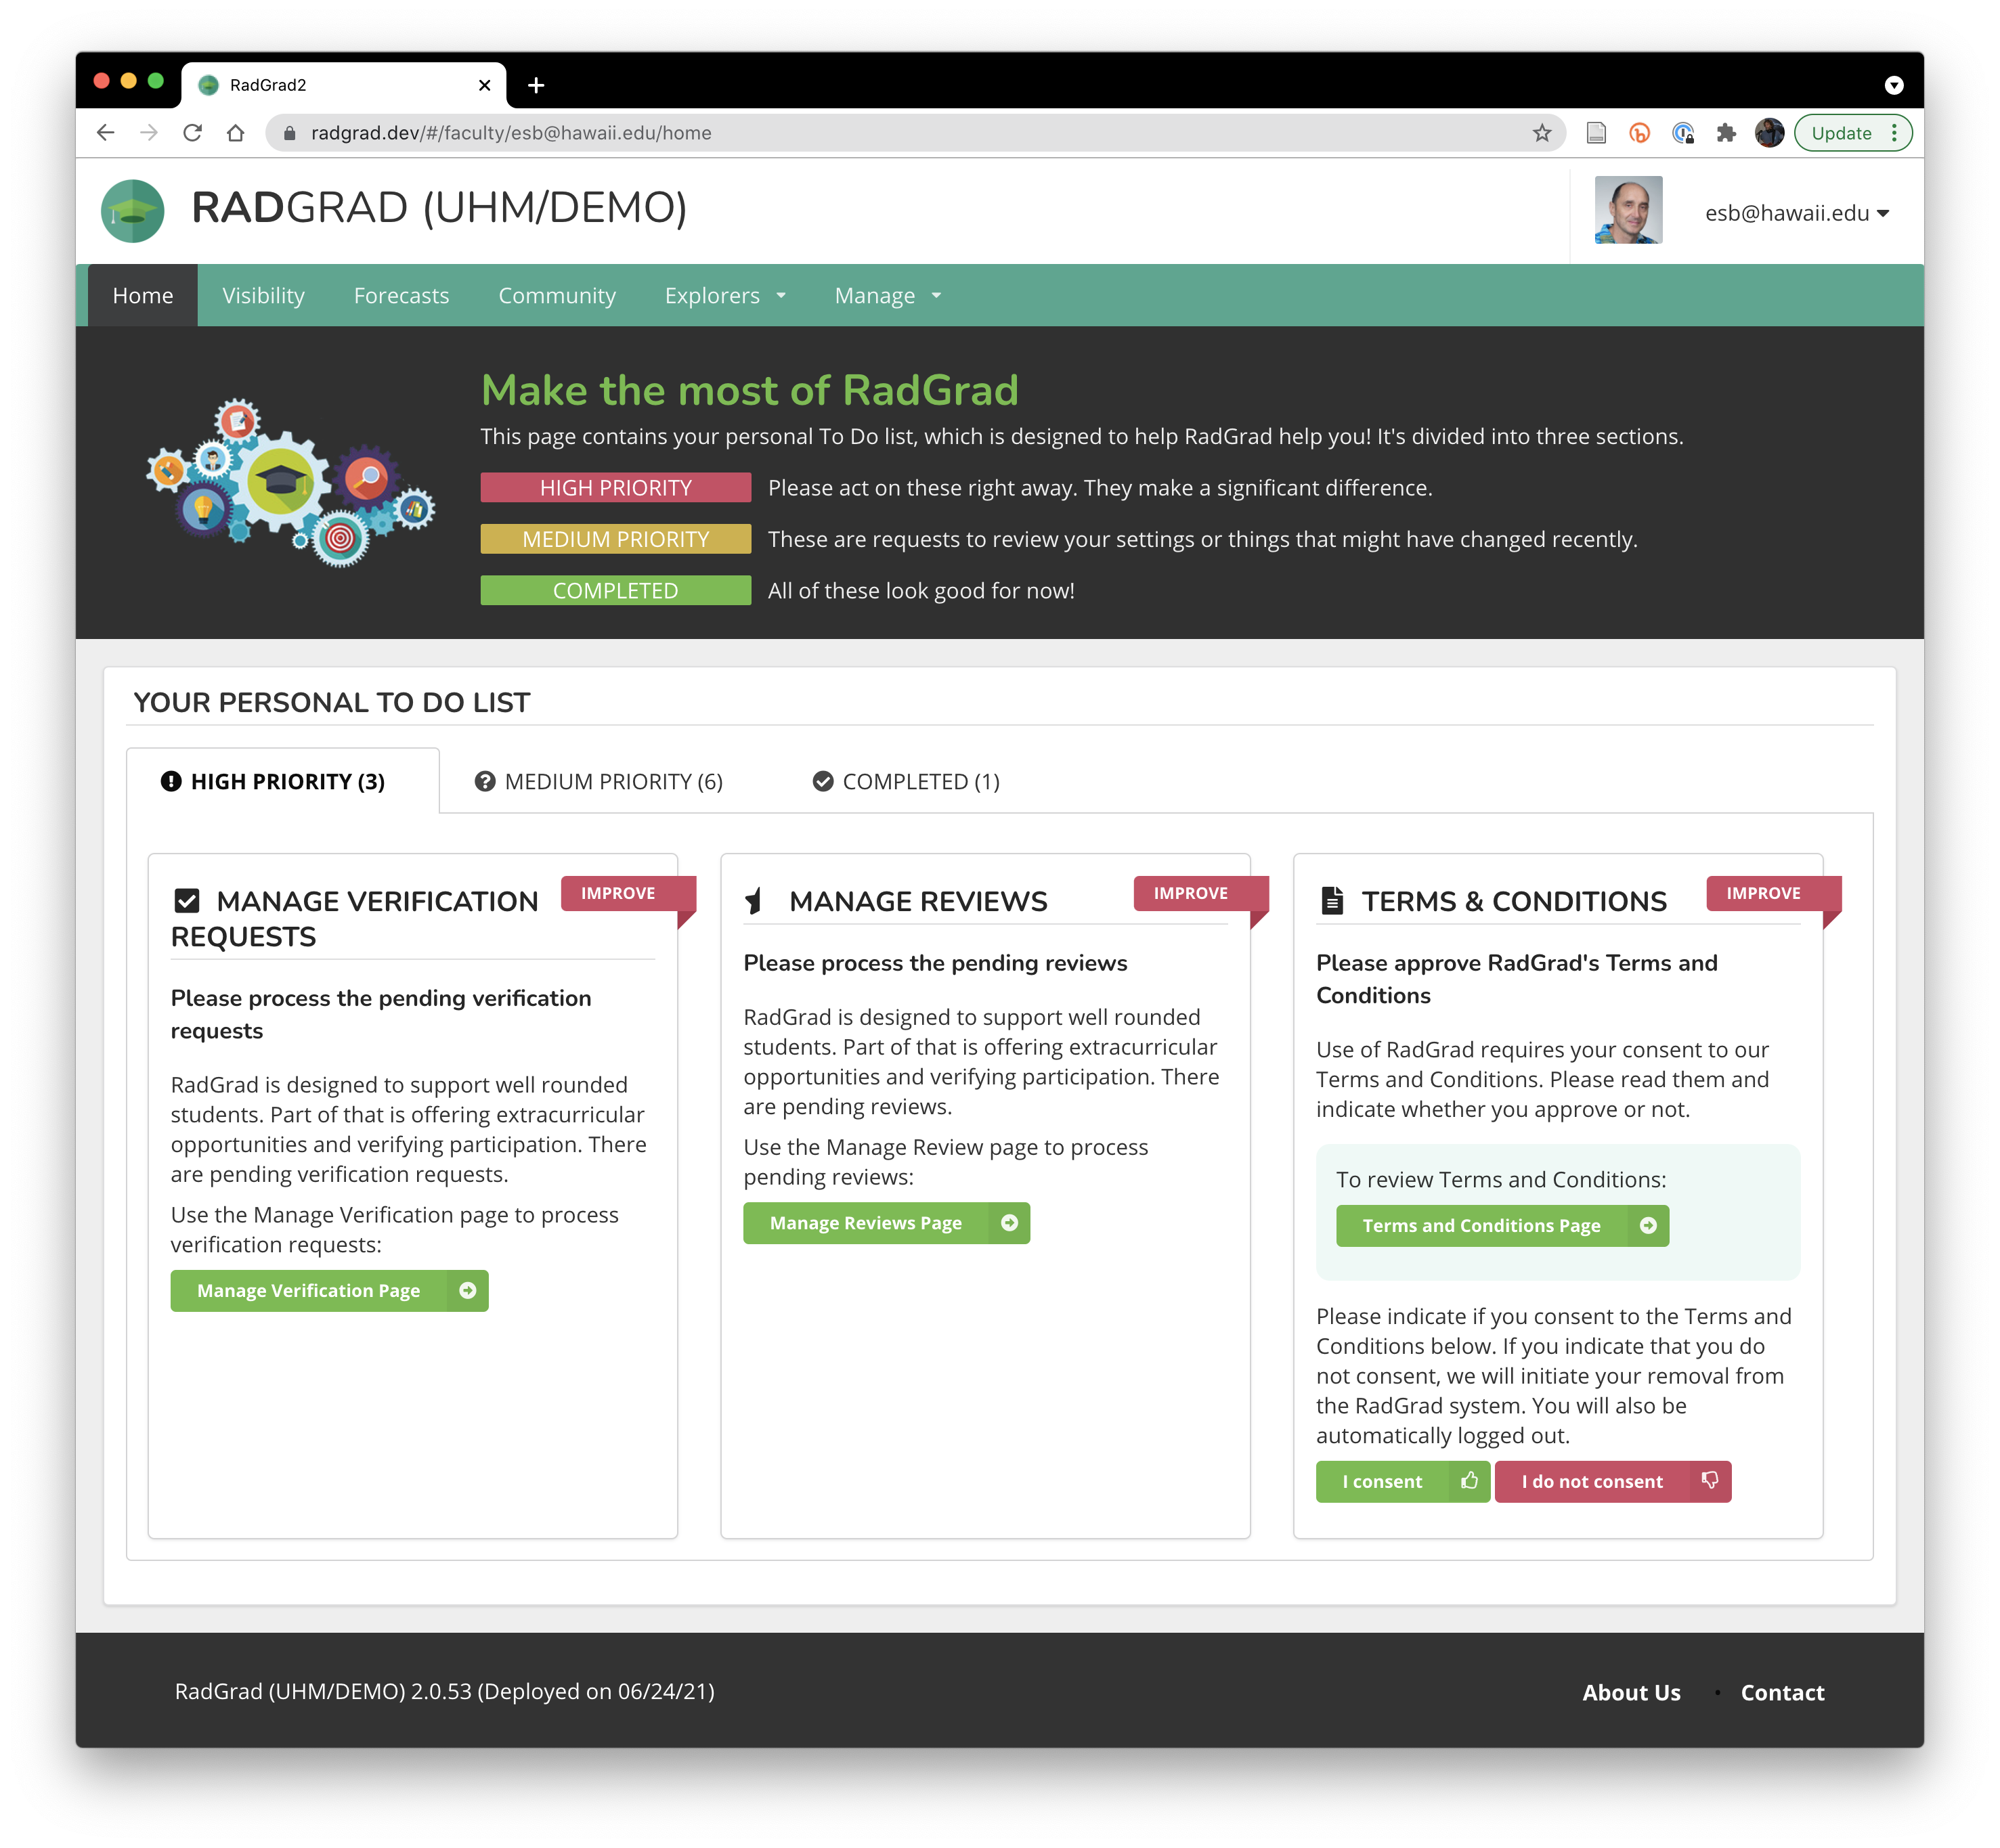 RadGrad2
radgrad.dev/#/faculty/esb@hawaii.edu/home
Update
RADGRAD (UHM/DEMO)
esb@hawaii.edu
Home Visibility Forecasts Community Explorers Manage
Make the most of RadGrad
This page contains your personal To Do list, which is designed to help RadGrad help you! It's divided into three sections.
HIGH PRIORITY Please act on these right away. They make a significant difference.
MEDIUM PRIORITY These are requests to review your settings or things that might have changed recently.
COMPLETED All of these look good for now!
YOUR PERSONAL TO DO LIST
HIGH PRIORITY (3) MEDIUM PRIORITY (6) COMPLETED (1)
MANAGE VERIFICATION
REQUESTS
IMPROVE
Please process the pending verification
requests
RadGrad is designed to support well rounded
students. Part of that is offering extracurricular
opportunities and verifying participation. There
are pending verification requests.
Use the Manage Verification page to process
verification requests:
Manage Verification Page
MANAGE REVIEWS
IMPROVE
Please process the pending reviews
RadGrad is designed to support well rounded
students. Part of that is offering extracurricular
opportunities and verifying participation. There
are pending reviews.
Use the Manage Review page to process
pending reviews:
Manage Reviews Page
TERMS & CONDITIONS
IMPROVE
Please approve RadGrad's Terms and
Conditions
Use of RadGrad requires your consent to our
Terms and Conditions. Please read them and
indicate whether you approve or not.
To review Terms and Conditions:
Terms and Conditions Page
Please indicate if you consent to the Terms and
Conditions below. If you indicate that you do
not consent, we will initiate your removal from
the RadGrad system. You will also be
automatically logged out.
I consent I do not consent
RadGrad (UHM/DEMO) 2.0.53 (Deployed on 06/24/21)
About Us · Contact